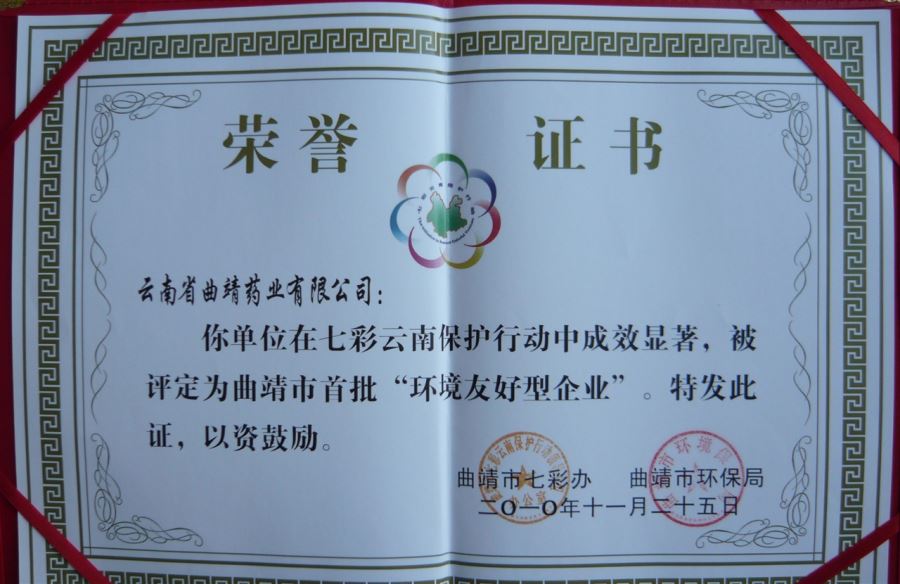 荣誉 证书
云南省曲靖药业有限公司：
你单位在七彩云南保护行动中成效显著，被
评定为曲靖市首批“环境友好型企业”。特发此
证，以资鼓励。
曲靖市七彩办 曲靖市环保局
二〇一〇年十一月二十五日